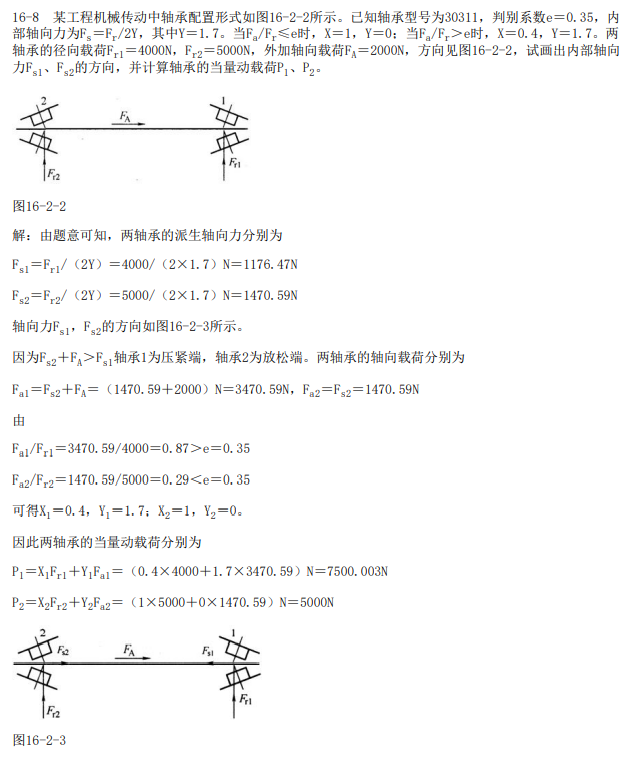 16-8 某工程机械传动中轴承配置形式如图16-2-2所示。已知轴承型号为30311，判别系数e＝0.35，内
部轴向力为Fs＝Fr/2Y，其中Y＝1.7。当Fa/Fr≤e时，X＝1，Y＝0；当Fa/Fr＞e时，X＝0.4，Y＝1.7。两
轴承的径向载荷Fr1＝4000N，Fr2＝5000N，外加轴向载荷FA＝2000N，方向见图16-2-2，试画出内部轴向
力Fs1、Fs2的方向，并计算轴承的当量动载荷P1、P2。
2 FA 1
Fr2 Fr1
图16-2-2
解：由题意可知，两轴承的派生轴向力分别为
Fs1＝Fr1/（2Y）＝4000/（2×1.7）N＝1176.47N
Fs2＝Fr2/（2Y）＝5000/（2×1.7）N＝1470.59N
轴向力Fs1，Fs2的方向如图16-2-3所示。
因为Fs2＋FA＞Fs1轴承1为压紧端，轴承2为放松端。两轴承的轴向载荷分别为
Fa1＝Fs2＋FA＝（1470.59＋2000）N＝3470.59N，Fa2＝Fs2＝1470.59N
由
Fa1/Fr1＝3470.59/4000＝0.87＞e＝0.35
Fa2/Fr2＝1470.59/5000＝0.29＜e＝0.35
可得X1＝0.4，Y1＝1.7；X2＝1，Y2＝0。
因此两轴承的当量动载荷分别为
P1＝X1Fr1＋Y1Fa1＝（0.4×4000＋1.7×3470.59）N＝7500.003N
P2＝X2Fr2＋Y2Fa2＝（1×5000＋0×1470.59）N＝5000N
2 Fs2 FA Fs1 1
Fr2 Fr1
图16-2-3